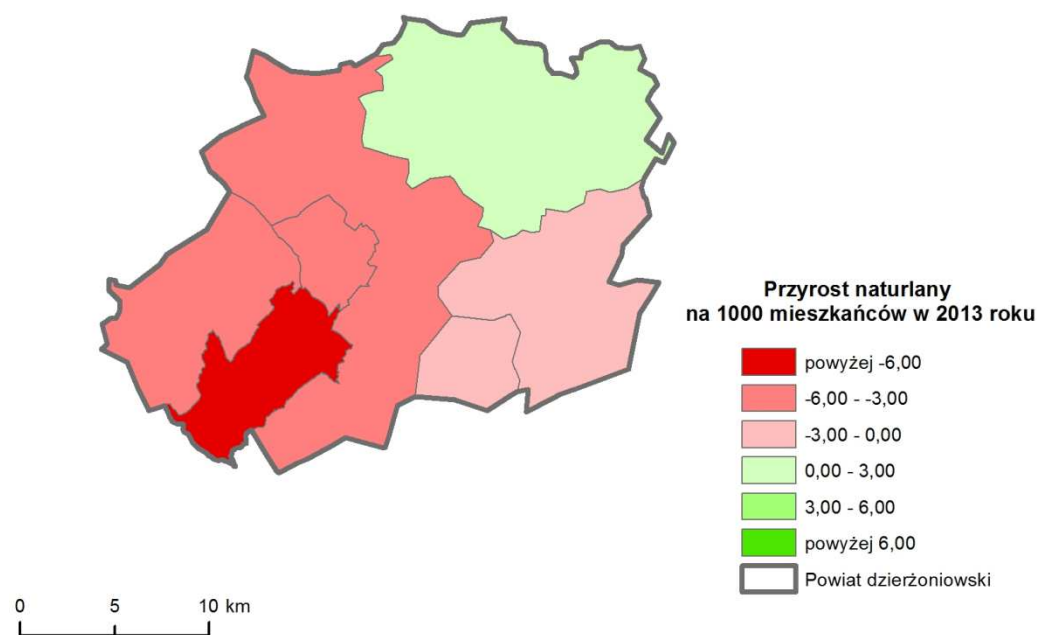 Przyrost naturlany
na 1000 mieszkańców w 2013 roku
powyżej -6,00
-6,00 - -3,00
-3,00 - 0,00
0,00 - 3,00
3,00 - 6,00
powyżej 6,00
Powiat dzierżoniowski
0 5 10 km